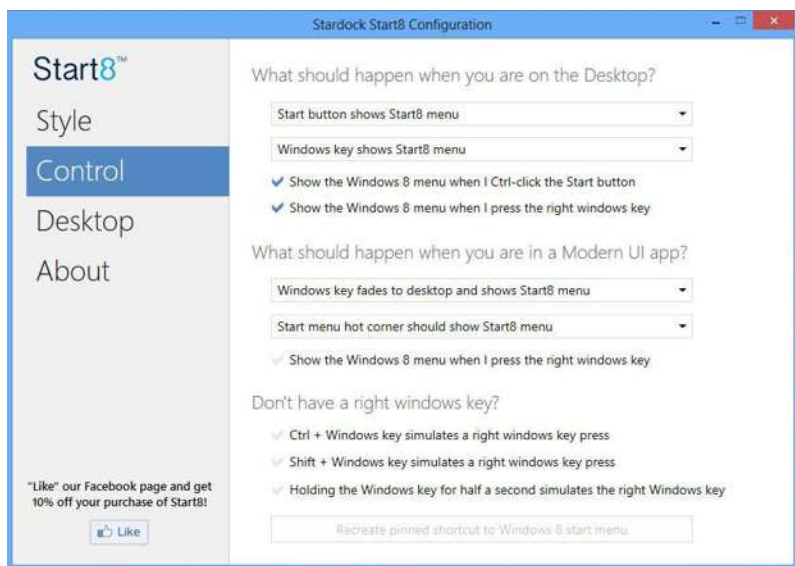 Stardock Start8 Configuration
Start8™
Style
Control
Desktop
About
"Like" our Facebook page and get
10% off your purchase of Start8!
Like
What should happen when you are on the Desktop?
Start button shows Start8 menu
Windows key shows Start8 menu
Show the Windows 8 menu when I Ctrl-click the Start button
Show the Windows 8 menu when I press the right windows key
What should happen when you are in a Modern UI app?
Windows key fades to desktop and shows Start8 menu
Start menu hot corner should show Start8 menu
Show the Windows 8 menu when I press the right windows key
Don't have a right windows key?
Ctrl + Windows key simulates a right windows key press
Shift + Windows key simulates a right windows key press
Holding the Windows key for half a second simulates the right Windows key
Recreate pinned shortcut to Windows 8 start menu